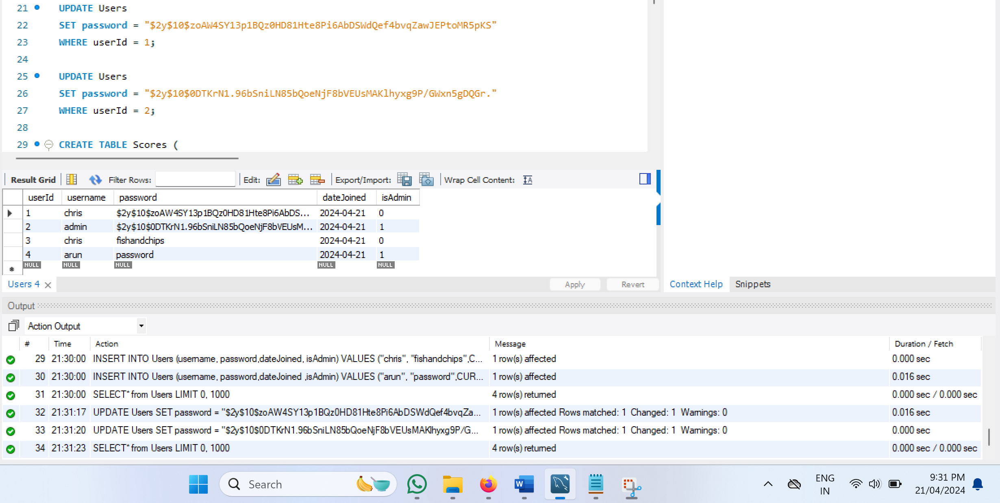 21 UPDATE Users
22 SET password = "$2y$10$zoAW4SY13p1BQz0HD81Hte8Pi6AbDSWdQef4bvqZawJEPtoMR5pKS"
23 WHERE userId = 1;
24
25 UPDATE Users
26 SET password = "$2y$10$0DTKrN1.96bSniLN85bQoeNjF8bVEUsMAKlhyxg9P/GWxn5gDQGr."
27 WHERE userId = 2;
28
29 CREATE TABLE Scores (
Result Grid Filter Rows: Edit: Export/Import: Wrap Cell Content:
userId username password dateJoined isAdmin
1 chris $2y$10$zoAW4SY13p1BQz0HD81Hte8Pi6AbDS... 2024-04-21 0
2 admin $2y$10$0DTKrN1.96bSniLN85bQoeNjF8bVEUsM... 2024-04-21 1
3 chris fishandchips 2024-04-21 0
4 arun password 2024-04-21 1
NULL NULL NULL NULL NULL
Users 4 Apply Revert Context Help Snippets
Output
Action Output
# Time Action Message Duration / Fetch
29 21:30:00 INSERT INTO Users (username, password,dateJoined, isAdmin) VALUES ("chris", "fishandchips",C... 1 row(s) affected 0.000 sec
30 21:30:00 INSERT INTO Users (username, password,dateJoined ,isAdmin) VALUES ("arun", "password",CUR... 1 row(s) affected 0.016 sec
31 21:30:00 SELECT* from Users LIMIT 0, 1000 4 row(s) returned 0.000 sec / 0.000 sec
32 21:31:17 UPDATE Users SET password = "$2y$10$zoAW4SY13p1BQz0HD81Hte8Pi6AbDSWdQef4bvqZa... 1 row(s) affected Rows matched: 1 Changed: 1 Warnings: 0 0.016 sec
33 21:31:20 UPDATE Users SET password = "$2y$10$0DTKrN1.96bSniLN85bQoeNjF8bVEUsMAKlhyxg9P/G... 1 row(s) affected Rows matched: 1 Changed: 1 Warnings: 0 0.000 sec
34 21:31:23 SELECT* from Users LIMIT 0, 1000 4 row(s) returned 0.000 sec / 0.000 sec
Search
ENG
IN
9:31 PM
21/04/2024